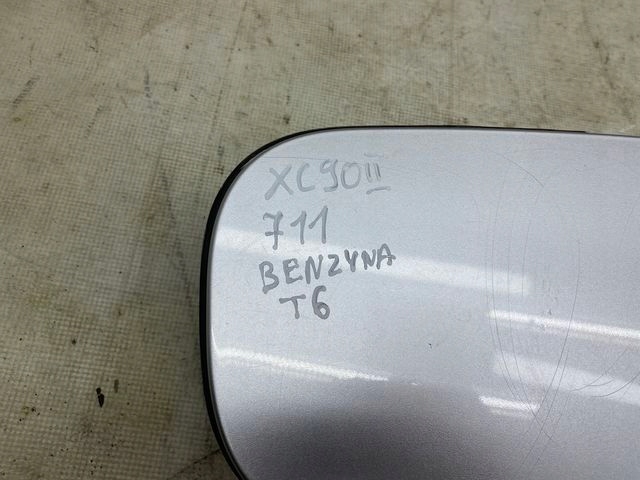 XC90II
711
BENZYNA
T6